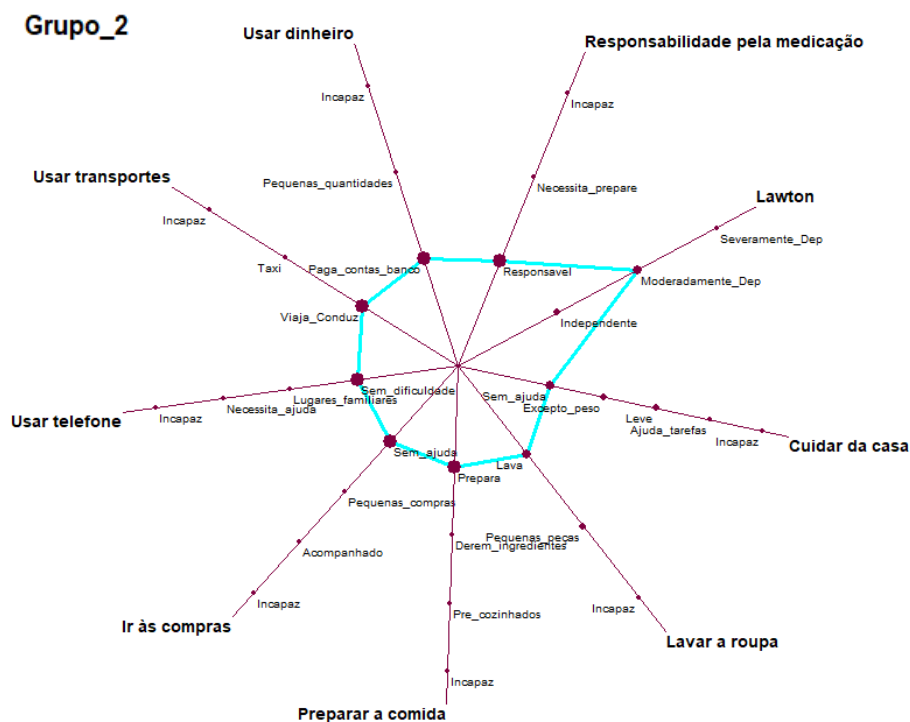 Grupo_2
Usar dinheiro
Responsabilidade pela medicação
Incapaz
Incapaz
Usar transportes
Pequenas_quantidades
Necessita_prepare
Lawton
Incapaz
Severamente_Dep
Taxi
Paga_contas_banco
Responsavel
Moderadamente_Dep
Viaja_Conduz
Independente
Usar telefone
Incapaz
Necessita_ajuda
Lugares_familiares
Sem_dificuldade
Sem_ajuda
Excepto_peso
Leve
Ajuda_tarefas
Incapaz
Cuidar da casa
Sem_ajuda
Prepara
Lava
Pequenas_compras
Derem_ingredientes
Pequenas_peças
Acompanhado
Incapaz
Pre_cozinhados
Incapaz
Ir às compras
Lavar a roupa
Incapaz
Preparar a comida